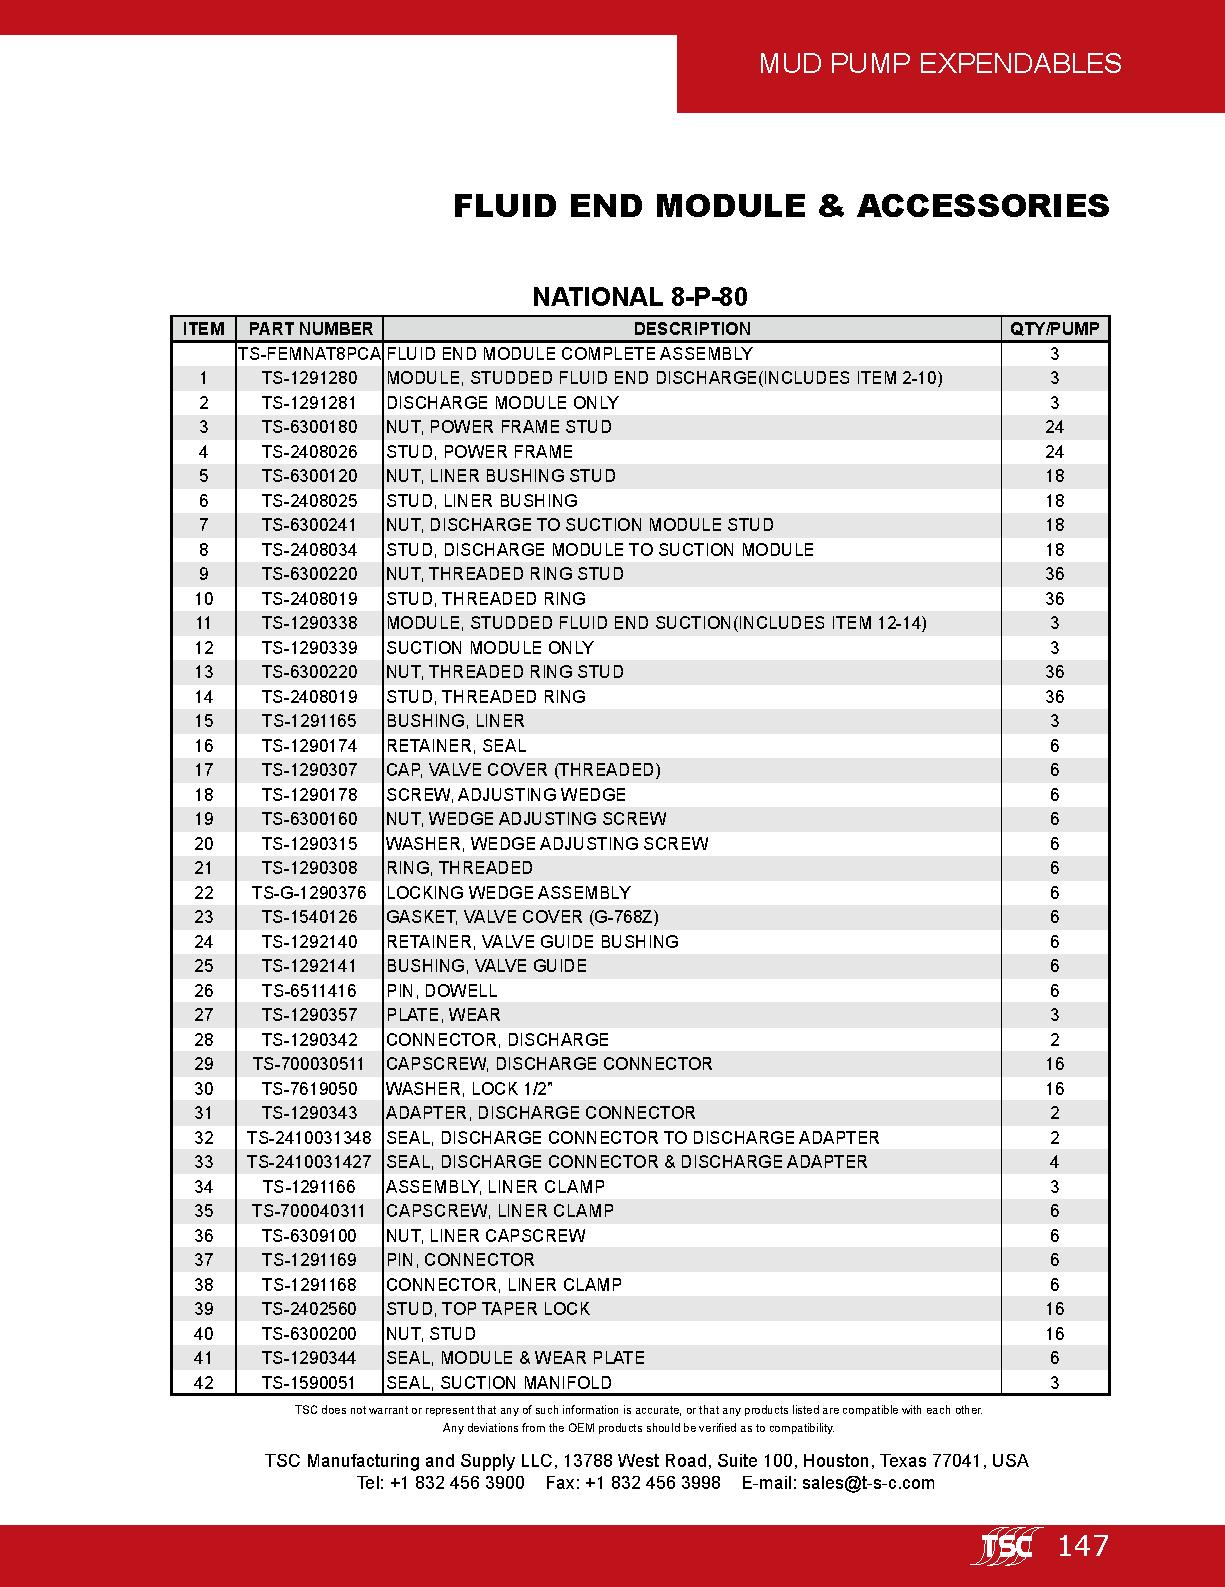 MUD PUMP EXPENDABLES
FLUID END MODULE & ACCESSORIES
NATIONAL 8-P-80
ITEM PART NUMBER DESCRIPTION QTY/PUMP
TS-FEMNAT8PCA FLUID END MODULE COMPLETE ASSEMBLY 3
1 TS-1291280 MODULE, STUDDED FLUID END DISCHARGE(INCLUDES ITEM 2-10) 3
2 TS-1291281 DISCHARGE MODULE ONLY 3
3 TS-6300180 NUT, POWER FRAME STUD 24
4 TS-2408026 STUD, POWER FRAME 24
5 TS-6300120 NUT, LINER BUSHING STUD 18
6 TS-2408025 STUD, LINER BUSHING 18
7 TS-6300241 NUT, DISCHARGE TO SUCTION MODULE STUD 18
8 TS-2408034 STUD, DISCHARGE MODULE TO SUCTION MODULE 18
9 TS-6300220 NUT, THREADED RING STUD 36
10 TS-2408019 STUD, THREADED RING 36
11 TS-1290338 MODULE, STUDDED FLUID END SUCTION(INCLUDES ITEM 12-14) 3
12 TS-1290339 SUCTION MODULE ONLY 3
13 TS-6300220 NUT, THREADED RING STUD 36
14 TS-2408019 STUD, THREADED RING 36
15 TS-1291165 BUSHING, LINER 3
16 TS-1290174 RETAINER, SEAL 6
17 TS-1290307 CAP, VALVE COVER (THREADED) 6
18 TS-1290178 SCREW, ADJUSTING WEDGE 6
19 TS-6300160 NUT, WEDGE ADJUSTING SCREW 6
20 TS-1290315 WASHER, WEDGE ADJUSTING SCREW 6
21 TS-1290308 RING, THREADED 6
22 TS-G-1290376 LOCKING WEDGE ASSEMBLY 6
23 TS-1540126 GASKET, VALVE COVER (G-768Z) 6
24 TS-1292140 RETAINER, VALVE GUIDE BUSHING 6
25 TS-1292141 BUSHING, VALVE GUIDE 6
26 TS-6511416 PIN, DOWELL 6
27 TS-1290357 PLATE, WEAR 3
28 TS-1290342 CONNECTOR, DISCHARGE 2
29 TS-700030511 CAPSCREW, DISCHARGE CONNECTOR 16
30 TS-7619050 WASHER, LOCK 1/2" 16
31 TS-1290343 ADAPTER, DISCHARGE CONNECTOR 2
32 TS-2410031348 SEAL, DISCHARGE CONNECTOR TO DISCHARGE ADAPTER 2
33 TS-2410031427 SEAL, DISCHARGE CONNECTOR & DISCHARGE ADAPTER 4
34 TS-1291166 ASSEMBLY, LINER CLAMP 3
35 TS-700040311 CAPSCREW, LINER CLAMP 6
36 TS-6309100 NUT, LINER CAPSCREW 6
37 TS-1291169 PIN, CONNECTOR 6
38 TS-1291168 CONNECTOR, LINER CLAMP 6
39 TS-2402560 STUD, TOP TAPER LOCK 16
40 TS-6300200 NUT, STUD 16
41 TS-1290344 SEAL, MODULE & WEAR PLATE 6
42 TS-1590051 SEAL, SUCTION MANIFOLD 3
TSC does not warrant or represent that any of such information is accurate, or that any products listed are compatible with each other.
Any deviations from the OEM products should be verified as to compatibility.
TSC Manufacturing and Supply LLC, 13788 West Road, Suite 100, Houston, Texas 77041, USA
Tel: +1 832 456 3900 Fax: +1 832 456 3998 E-mail: sales@t-s-c.com
TSC 147